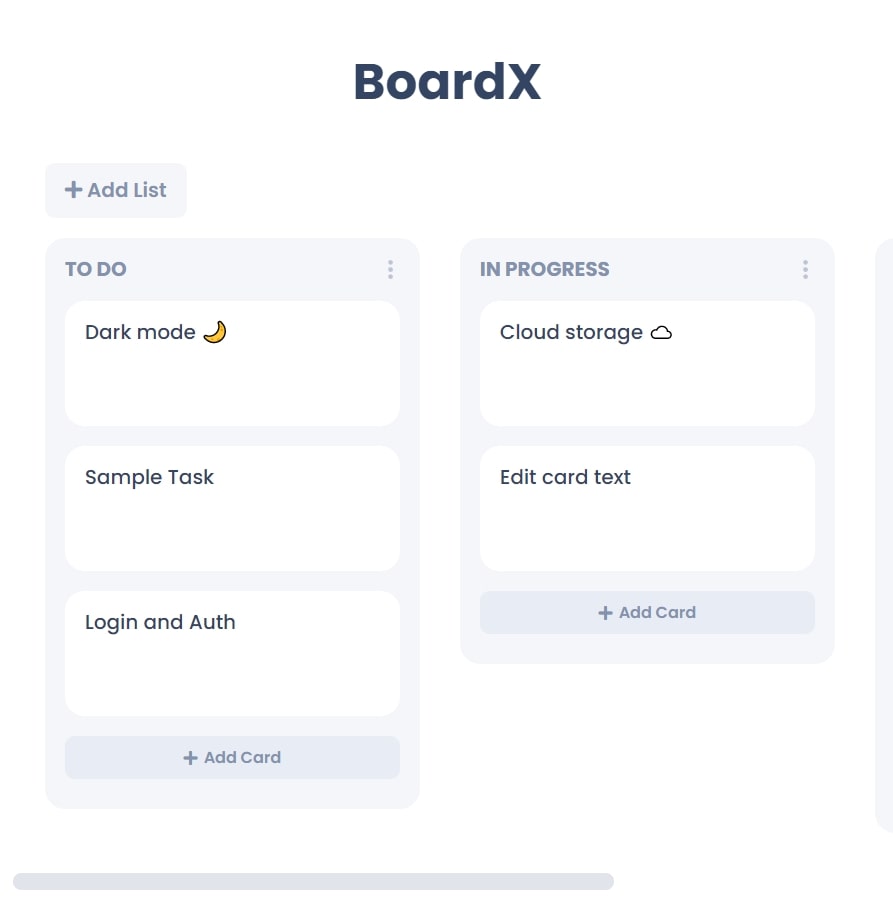 BoardX
Add List
TO DO
Dark mode 🌙
Sample Task
Login and Auth
Add Card
IN PROGRESS
Cloud storage ☁
Edit card text
Add Card